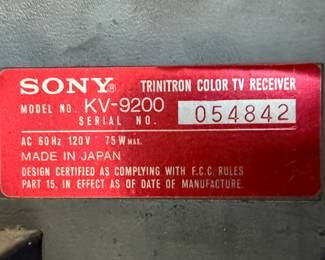 SONY® TRINITRON COLOR TV RECEIVER
MODEL NO. KV-9200
SERIAL NO. 054842
AC 60Hz 120V 75W MAX.
MADE IN JAPAN
DESIGN CERTIFIED AS COMPLYING WITH F.C.C. RULES
PART 15, IN EFFECT AS OF DATE OF MANUFACTURE.